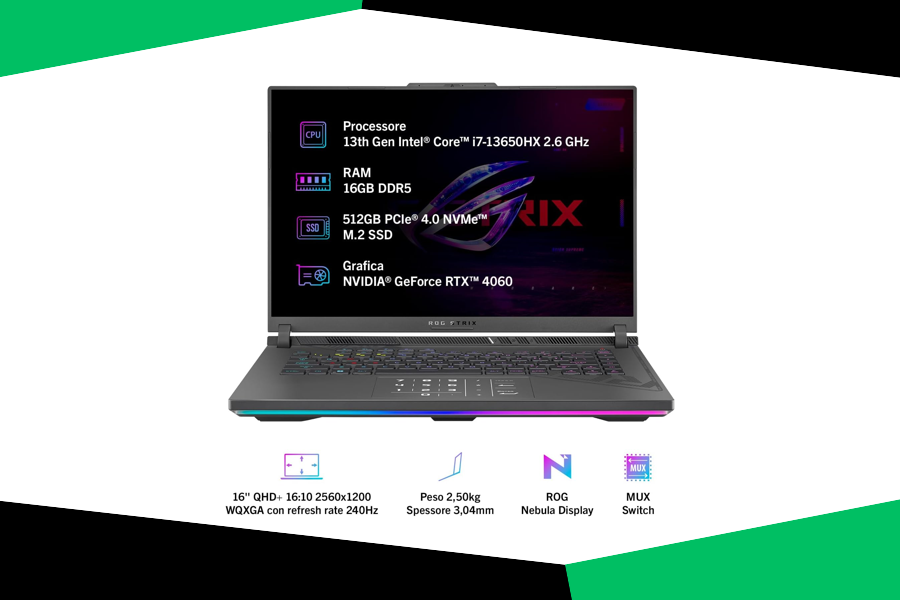 CPU
Processore
13th Gen Intel® Core™ i7-13650HX 2.6 GHz
RAM
16GB DDR5
SSD
512GB PCIe® 4.0 NVMe™
M.2 SSD
TRIX
Grafica
NVIDIA® GeForce RTX™ 4060
ROG STRIX
16" QHD+ 16:10 2560x1200
WQXGA con refresh rate 240Hz
Peso 2,50kg
Spessore 3,04mm
N
ROG
Nebula Display
MUX
MUX
Switch